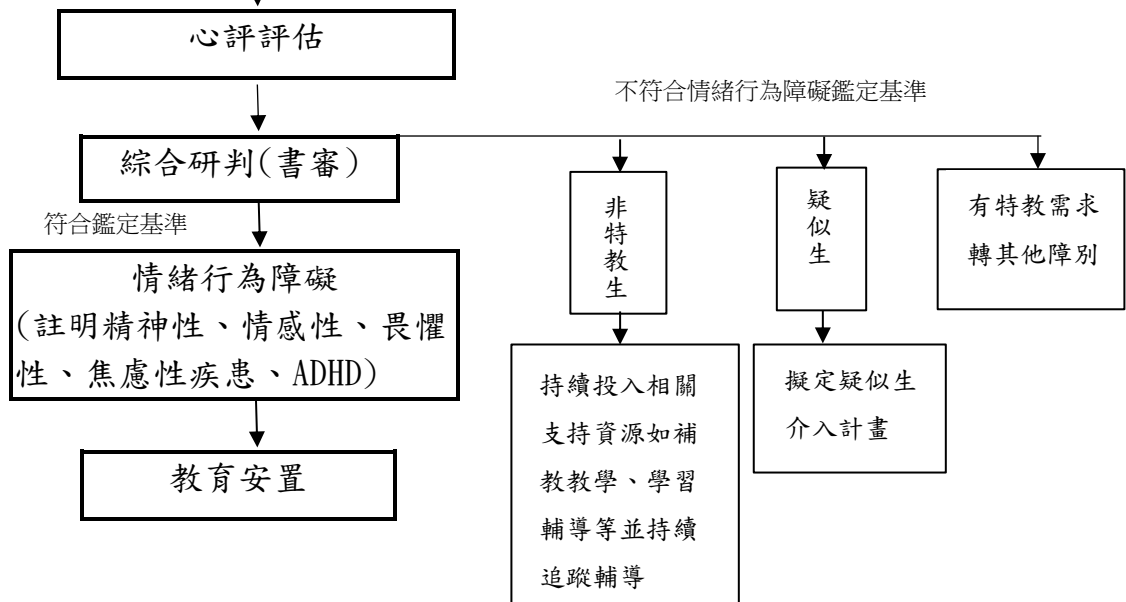 心評評估
不符合情緒行為障礙鑑定基準
綜合研判(書審)
符合鑑定基準
情緒行為障礙
(註明精神性、情感性、畏懼
性、焦慮性疾患、ADHD)
教育安置
非特教生
持續投入相關
支持資源如補
教教學、學習
輔導等並持續
追蹤輔導
疑似生
擬定疑似生
介入計畫
有特教需求
轉其他障別